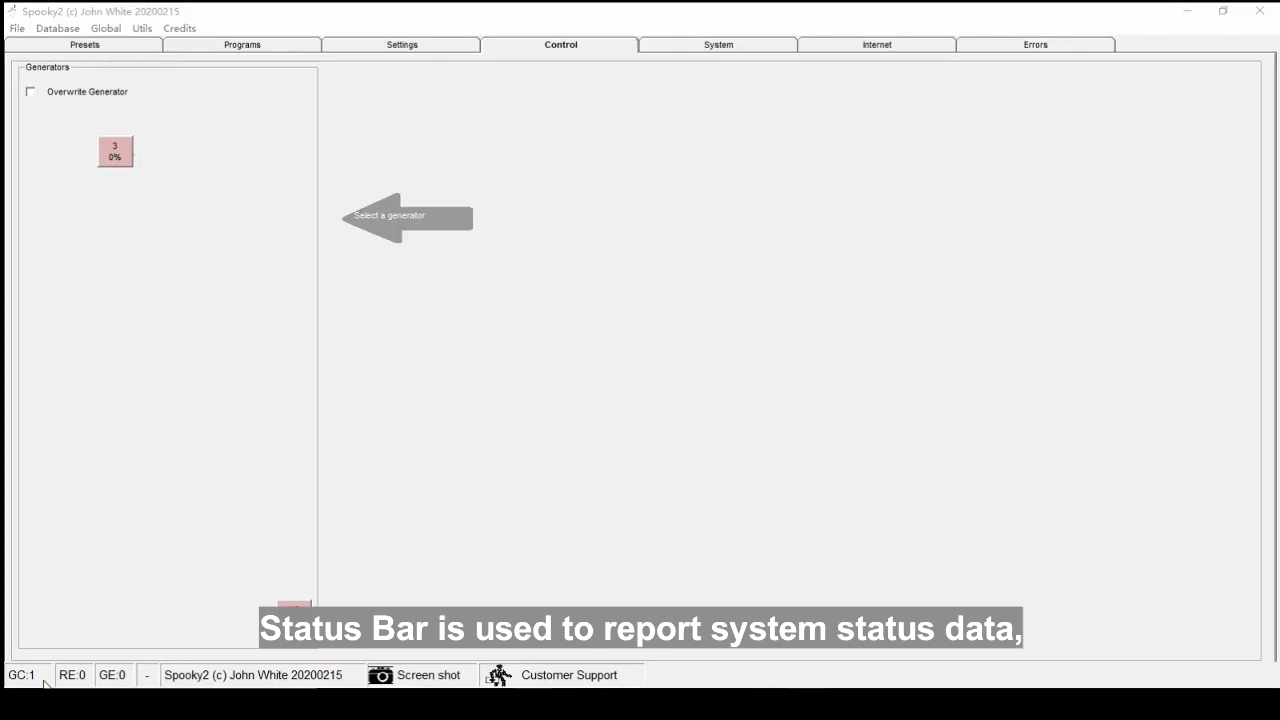 Spooky2 (c) John White 20200215
File Database Global Utils Credits
Presets Programs Settings Control System Internet Errors
Generators
Overwrite Generator
3
0%
Select a generator
Status Bar is used to report system status data,
GC:1 RE:0 GE:0 - Spooky2 (c) John White 20200215 Screen shot Customer Support